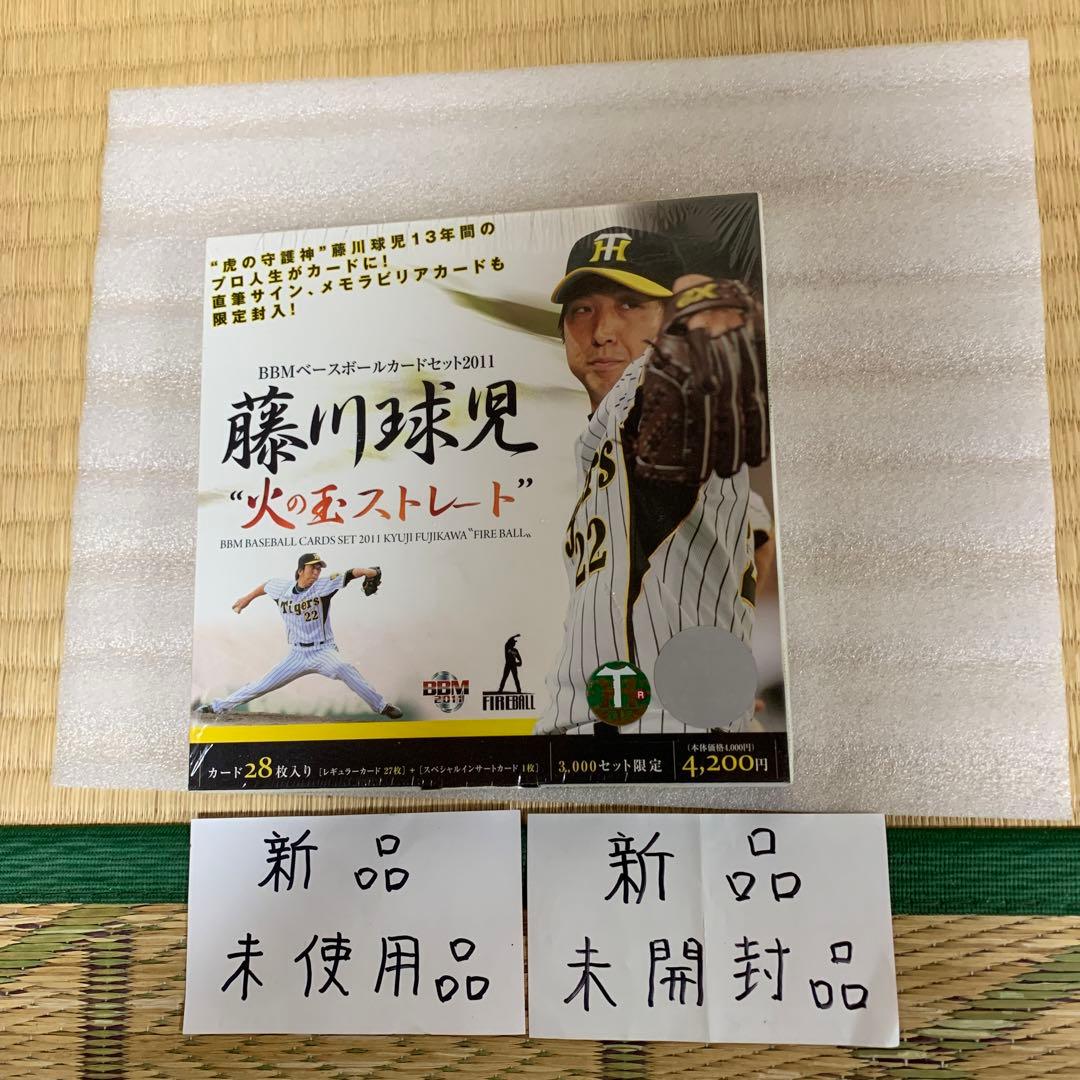 “虎の守護神”藤川球児13年間の
プロ人生がカードに!
直筆サイン、メモラビリアカードも
限定封入!
BBMベースボールカードセット2011
藤川球児
“火の玉ストレート”
BBM BASEBALL CARDS SET 2011 KYUJI FUJIKAWA〝FIRE BALL〟
TH
rs
22
Tigers
22
BBM
2011
FIREBALL
R
カード28枚入り [レギュラーカード 27枚]+[スペシャルインサートカード 1枚]
3,000セット限定
(本体価格4,000円)
4,200円
新品
未使用品
新品
未開封品